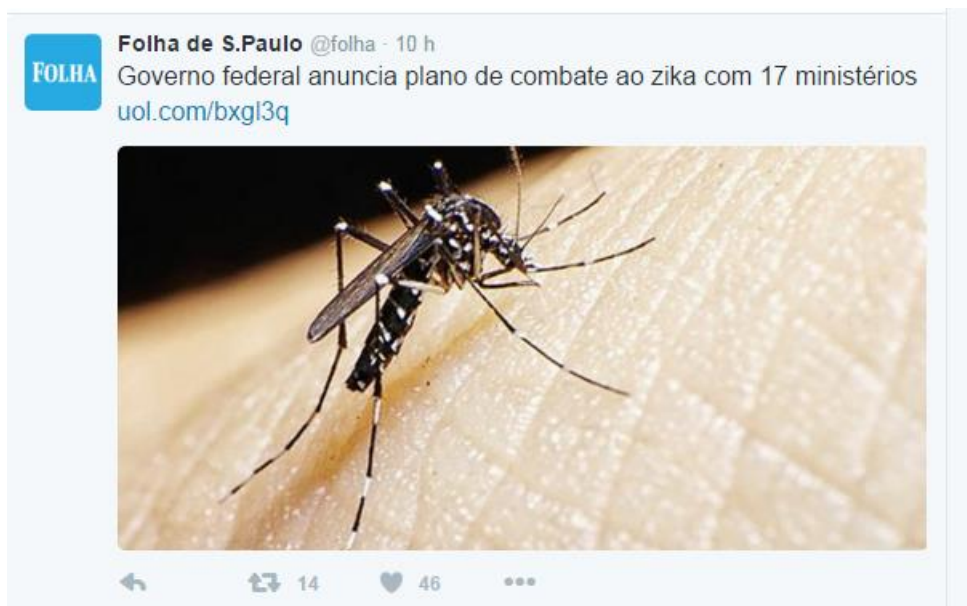 FOLHA
Folha de S.Paulo @folha · 10 h
Governo federal anuncia plano de combate ao zika com 17 ministérios
uol.com/bxgl3q
14 46